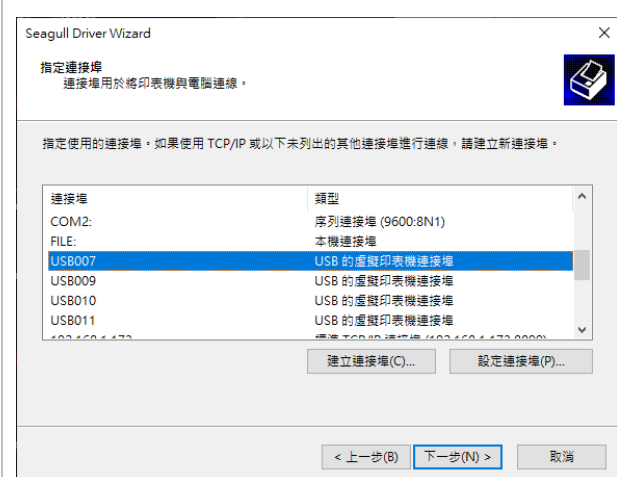 Seagull Driver Wizard
指定連接埠
連接埠用於將印表機與電腦連線。
指定使用的連接埠。如果使用 TCP/IP 或以下未列出的其他連接埠進行連線，請建立新連接埠。
連接埠 類型
COM2: 序列連接埠 (9600:8N1)
FILE: 本機連接埠
USB007 USB 的虛擬印表機連接埠
USB009 USB 的虛擬印表機連接埠
USB010 USB 的虛擬印表機連接埠
USB011 USB 的虛擬印表機連接埠
建立連接埠(C)... 設定連接埠(P)...
< 上一步(B) 下一步(N) > 取消